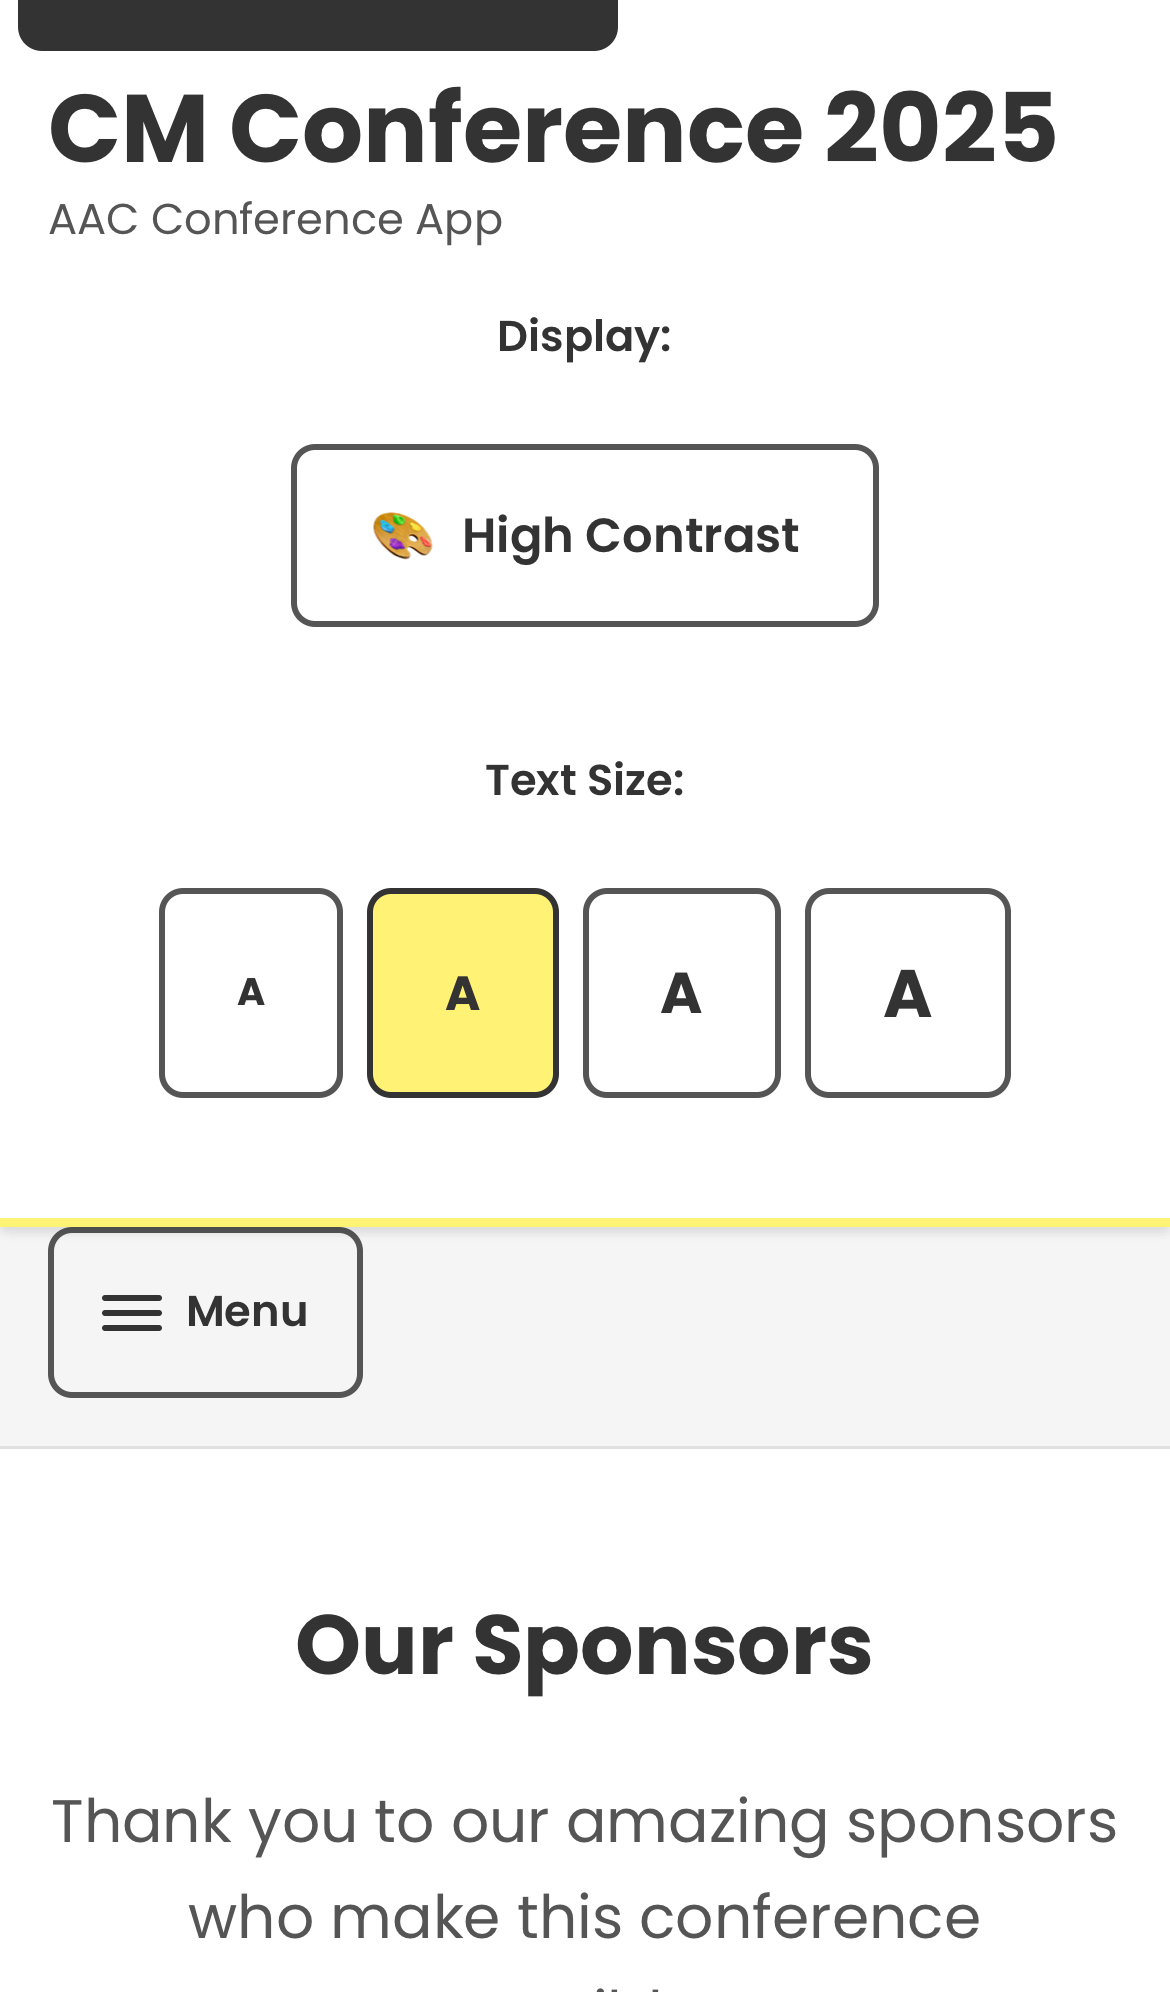 CM Conference 2025
AAC Conference App
Display:
High Contrast
Text Size:
A A A A
Menu
Our Sponsors
Thank you to our amazing sponsors
who make this conference